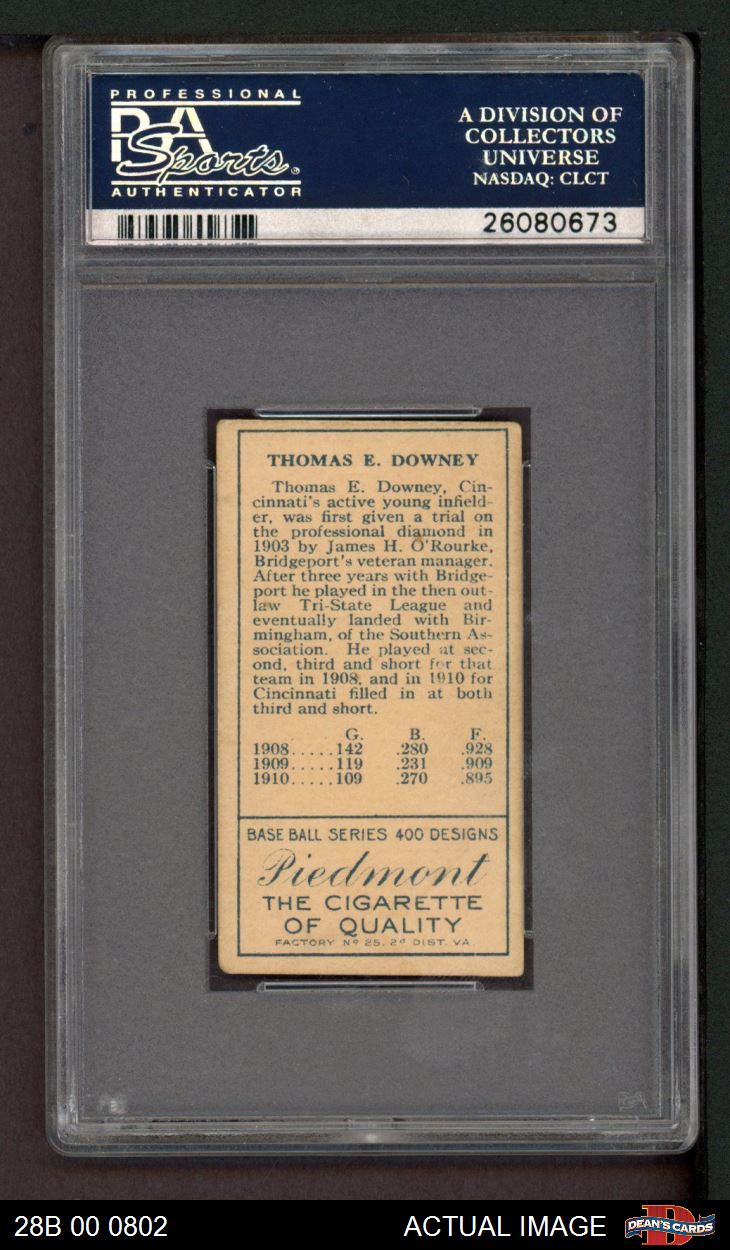 PROFESSIONAL
PSA
Sports
AUTHENTICATOR
A DIVISION OF
COLLECTORS
UNIVERSE
NASDAQ: CLCT
26080673
THOMAS E. DOWNEY
Thomas E. Downey, Cin-
cinnati's active young infield-
er, was first given a trial on
the professional diamond in
1903 by James H. O'Rourke,
Bridgeport's veteran manager.
After three years with Bridge-
port he played in the then out-
law Tri-State League and
eventually landed with Bir-
mingham, of the Southern As-
sociation. He played at sec-
ond, third and short for that
team in 1908, and in 1910 for
Cincinnati filled in at both
third and short.
G. B. F.
1908.....142 .280 .928
1909.....119 .231 .909
1910.....109 .270 .895
BASE BALL SERIES 400 DESIGNS
Piedmont
THE CIGARETTE
OF QUALITY
FACTORY Nº 25. 2ᵈ DIST. VA.
28B 00 0802
ACTUAL IMAGE
DEAN'S CARDS